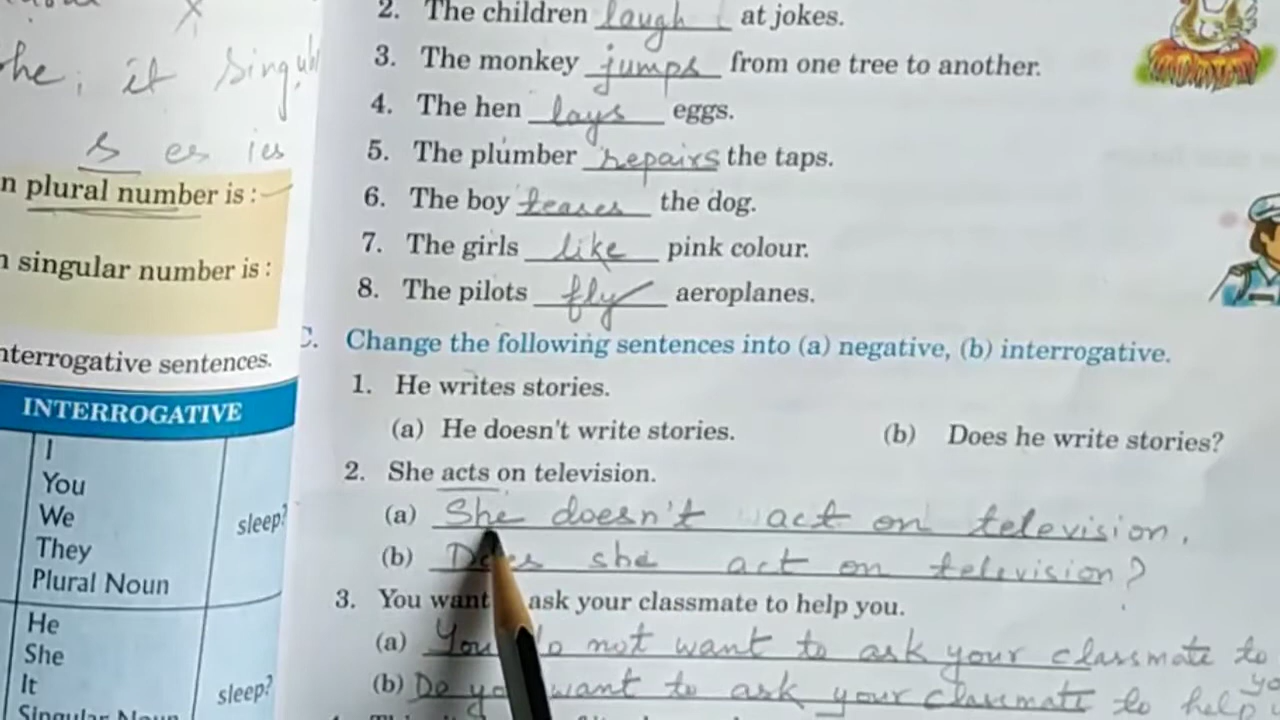 he, it singul
s es ies
n plural number is :
n singular number is :
nterrogative sentences.
INTERROGATIVE
I
You
We
They
Plural Noun
sleep?
He
She
It
Singular Noun
sleep?
2. The children laugh at jokes.
3. The monkey jumps from one tree to another.
4. The hen lays eggs.
5. The plumber repairs the taps.
6. The boy teases the dog.
7. The girls like pink colour.
8. The pilots fly aeroplanes.
C. Change the following sentences into (a) negative, (b) interrogative.
1. He writes stories.
(a) He doesn't write stories. (b) Does he write stories?
2. She acts on television.
(a) She doesn't act on television.
(b) Does she act on television?
3. You want ask your classmate to help you.
(a) You do not want to ask your classmate to
(b) Do you want to ask your classmate to help